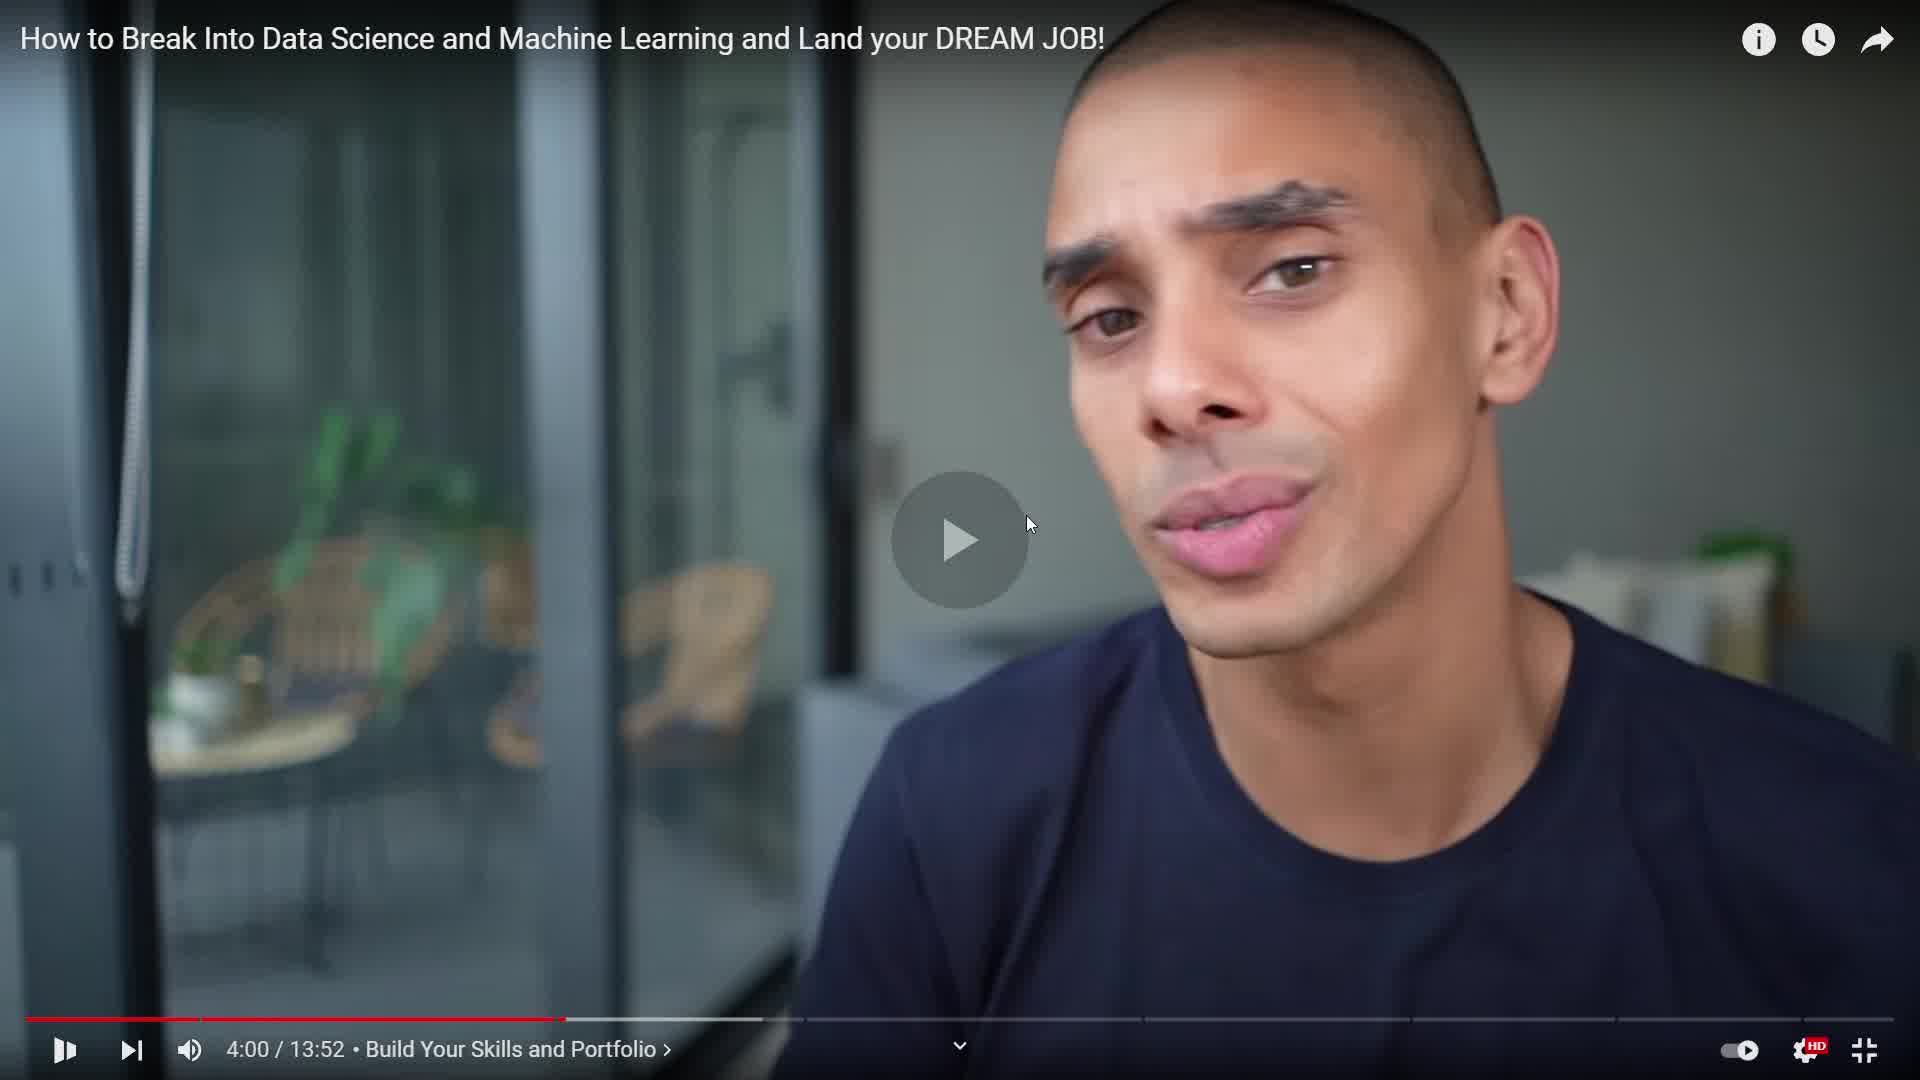 How to Break Into Data Science and Machine Learning and Land your DREAM JOB!
4:00 / 13:52 • Build Your Skills and Portfolio
HD